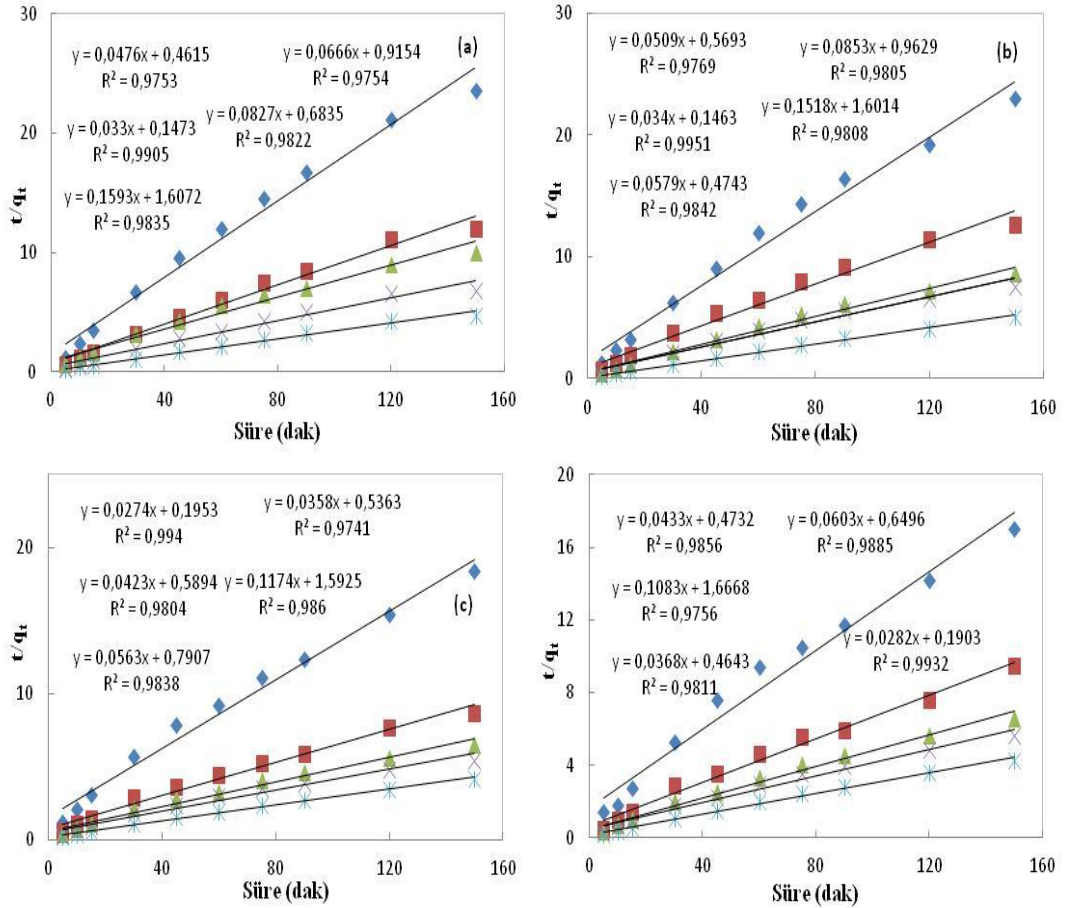 y = 0,0476x + 0,4615
R² = 0,9753
y = 0,0666x + 0,9154
R² = 0,9754
(a)
y = 0,0827x + 0,6835
R² = 0,9822
y = 0,033x + 0,1473
R² = 0,9905
y = 0,1593x + 1,6072
R² = 0,9835
30
20
10
0
t/qt
0 40 80 120 160
Süre (dak)
y = 0,0509x + 0,5693
R² = 0,9769
y = 0,0853x + 0,9629
R² = 0,9805
(b)
y = 0,034x + 0,1463
R² = 0,9951
y = 0,1518x + 1,6014
R² = 0,9808
y = 0,0579x + 0,4743
R² = 0,9842
30
20
10
0
t/qt
0 40 80 120 160
Süre (dak)
y = 0,0274x + 0,1953
R² = 0,994
y = 0,0358x + 0,5363
R² = 0,9741
y = 0,0423x + 0,5894
R² = 0,9804
y = 0,1174x + 1,5925
R² = 0,986
(c)
y = 0,0563x + 0,7907
R² = 0,9838
20
10
0
t/qt
0 40 80 120 160
Süre (dak)
y = 0,0433x + 0,4732
R² = 0,9856
y = 0,0603x + 0,6496
R² = 0,9885
y = 0,1083x + 1,6668
R² = 0,9756
y = 0,0282x + 0,1903
R² = 0,9932
y = 0,0368x + 0,4643
R² = 0,9811
20
16
12
8
4
0
t/qt
0 40 80 120 160
Süre (dak)